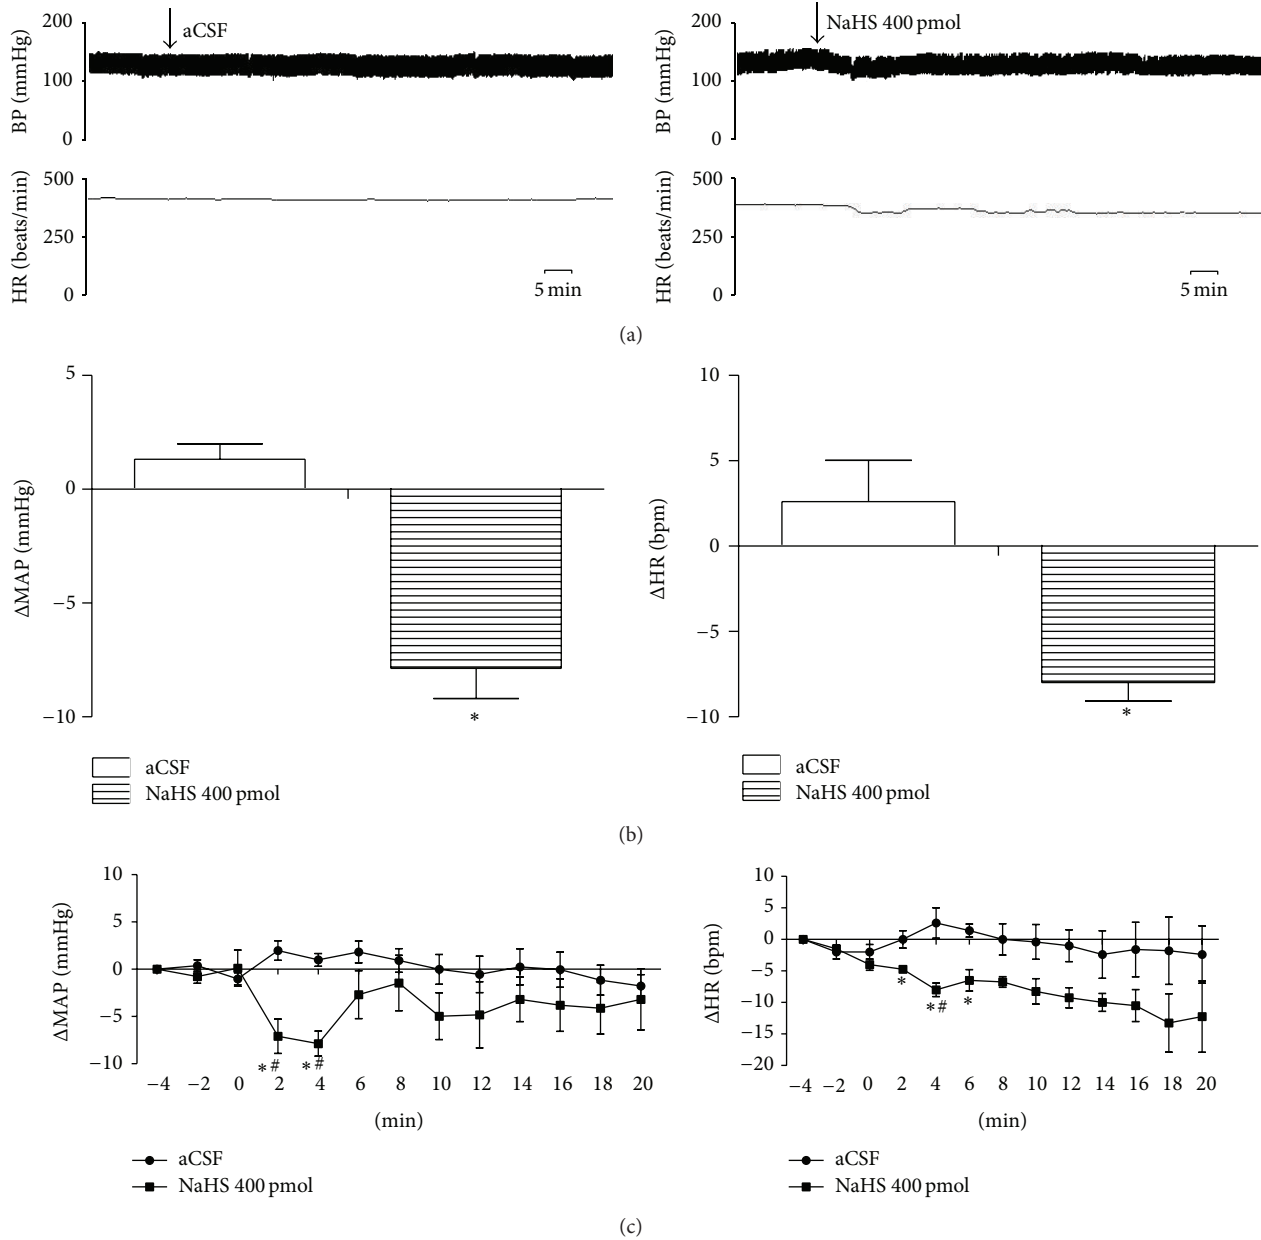 200
100
0
BP (mmHg)
aCSF
500
250
0
HR (beats/min)
5 min
200
100
0
BP (mmHg)
NaHS 400 pmol
500
250
0
HR (beats/min)
5 min
(a)
5
0
−5
−10
ΔMAP (mmHg)
*
aCSF
NaHS 400 pmol
10
5
0
−5
−10
ΔHR (bpm)
*
aCSF
NaHS 400 pmol
(b)
10
5
0
−5
−10
ΔMAP (mmHg)
*# *#
−4 −2 0 2 4 6 8 10 12 14 16 18 20
(min)
aCSF
NaHS 400 pmol
10
5
0
−5
−10
−15
−20
ΔHR (bpm)
* *# *
−4 −2 0 2 4 6 8 10 12 14 16 18 20
(min)
aCSF
NaHS 400 pmol
(c)